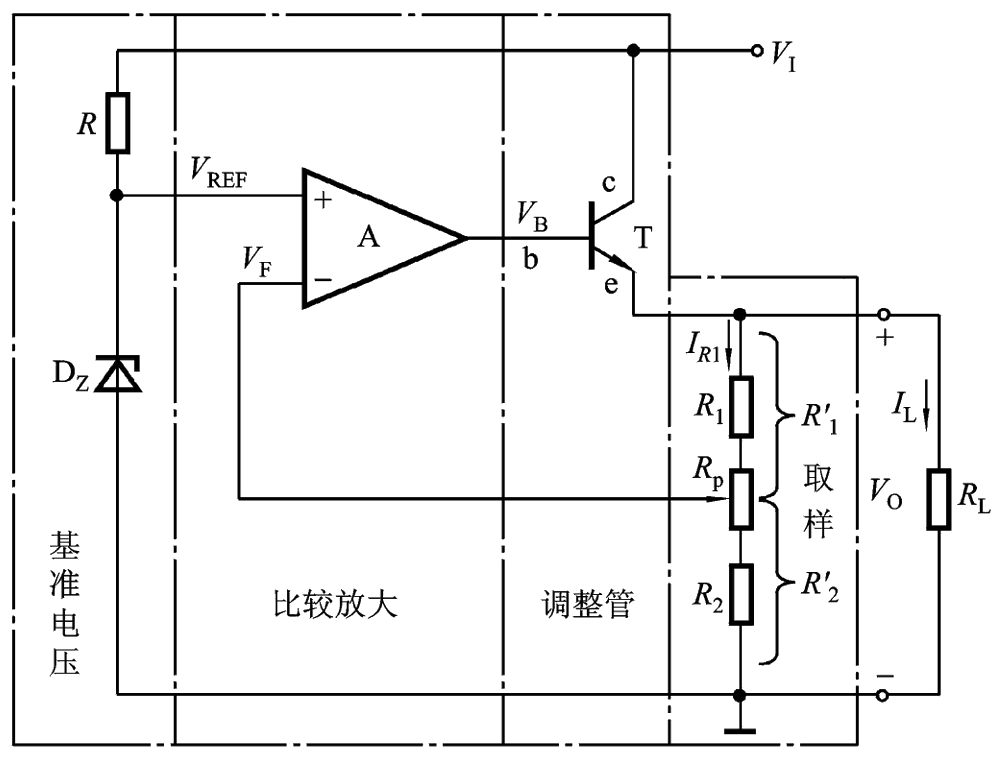 V_I
R
V_REF
+
c
V_B
A
T
V_F
b
−
e
+
I_R1
D_Z
R_1
R'_1
I_L
R_p
取样
V_O
R_L
基准电压
比较放大
调整管
R_2
R'_2
−